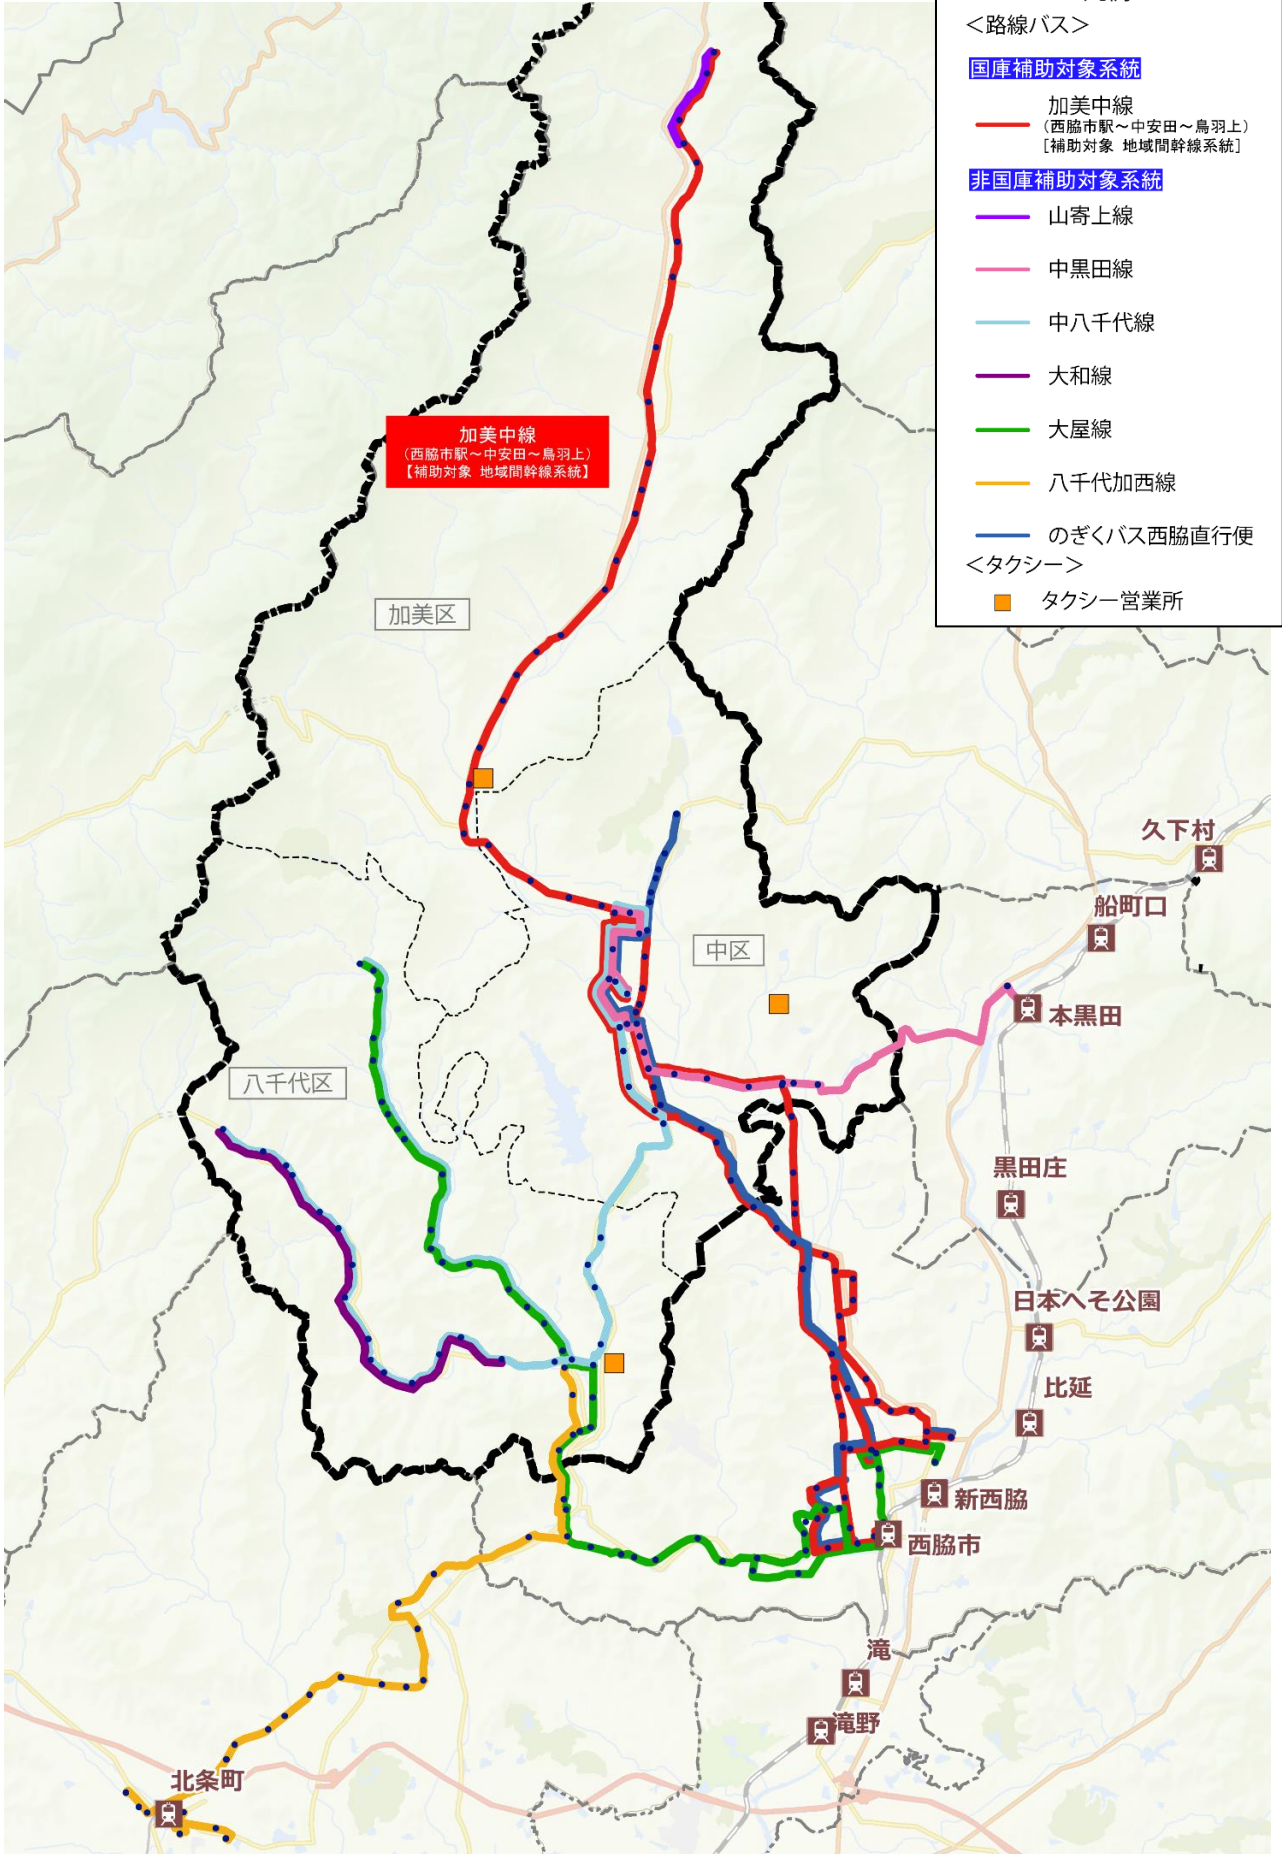 <路線バス>
国庫補助対象系統
加美中線
(西脇市駅～中安田～鳥羽上)
[補助対象 地域間幹線系統]
非国庫補助対象系統
山寄上線
中黒田線
中八千代線
大和線
大屋線
八千代加西線
のぎくバス西脇直行便
<タクシー>
タクシー営業所
加美中線
(西脇市駅～中安田～鳥羽上)
【補助対象 地域間幹線系統】
加美区
久下村
船町口
中区
本黒田
八千代区
黒田庄
日本へそ公園
比延
新西脇
西脇市
滝
滝野
北条町